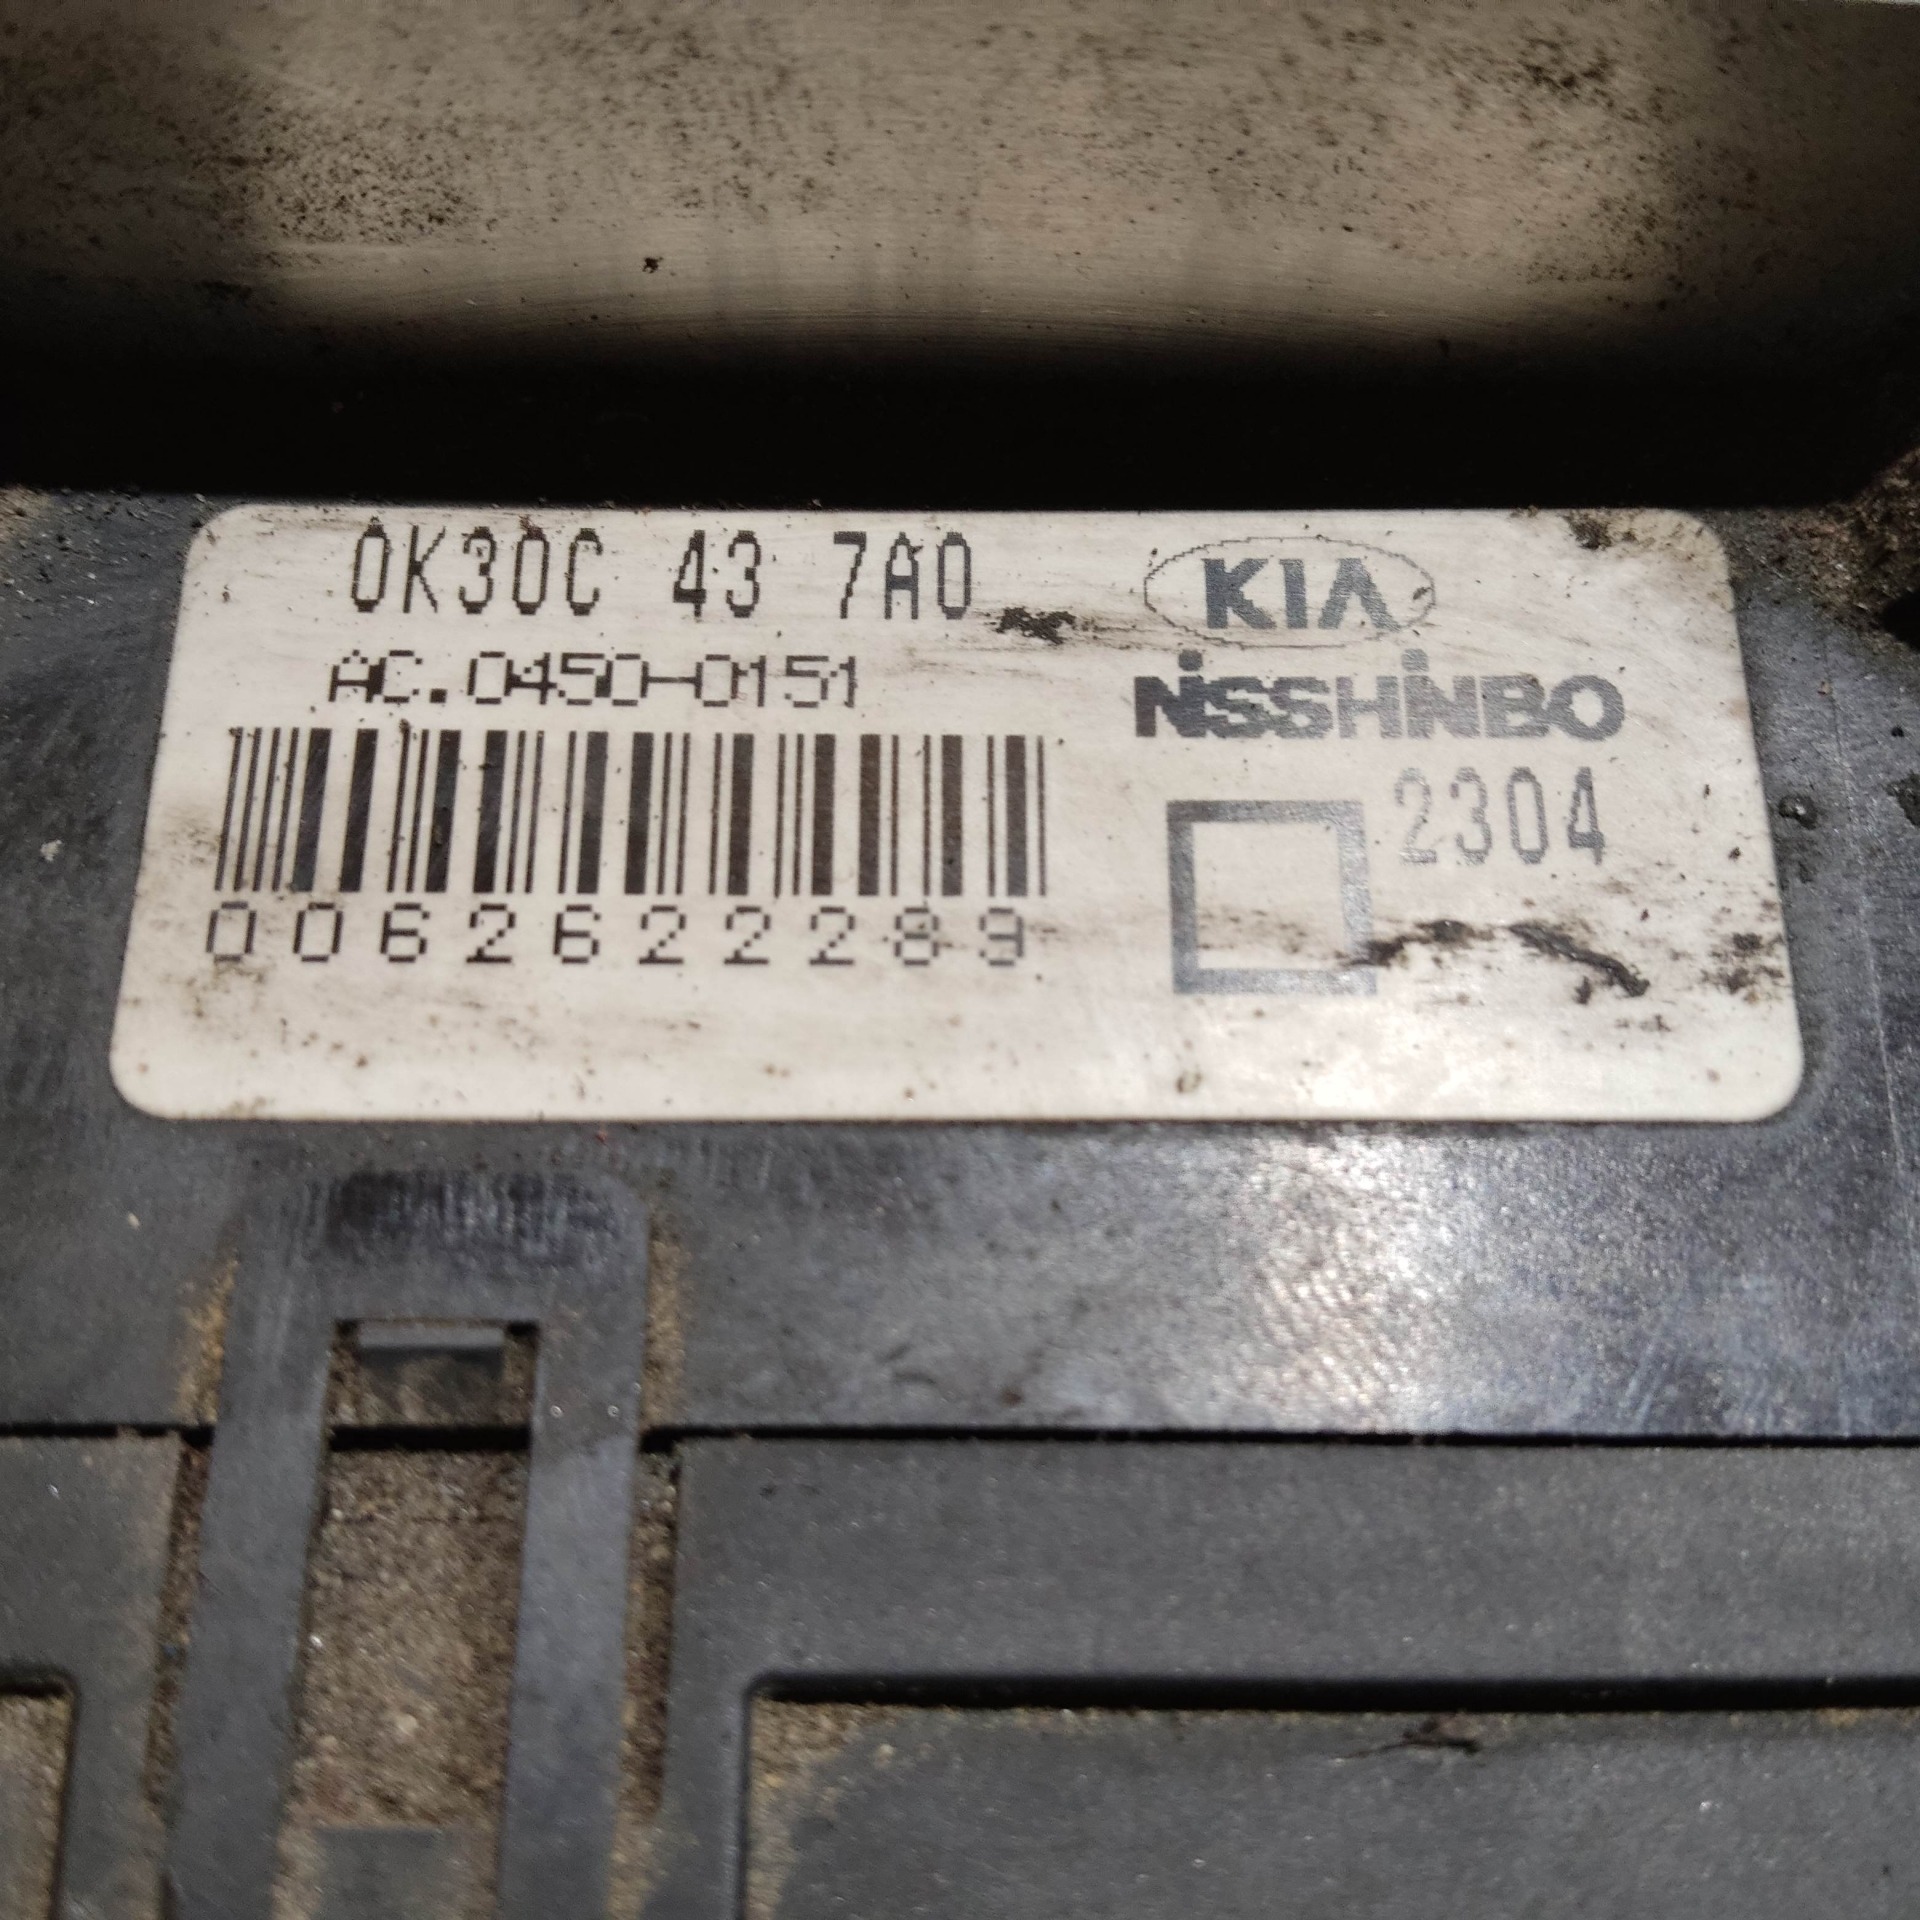 0K30C 43 7A0
KIA
AC.0450-0151
NiSSHiNBO
2304
0062622289